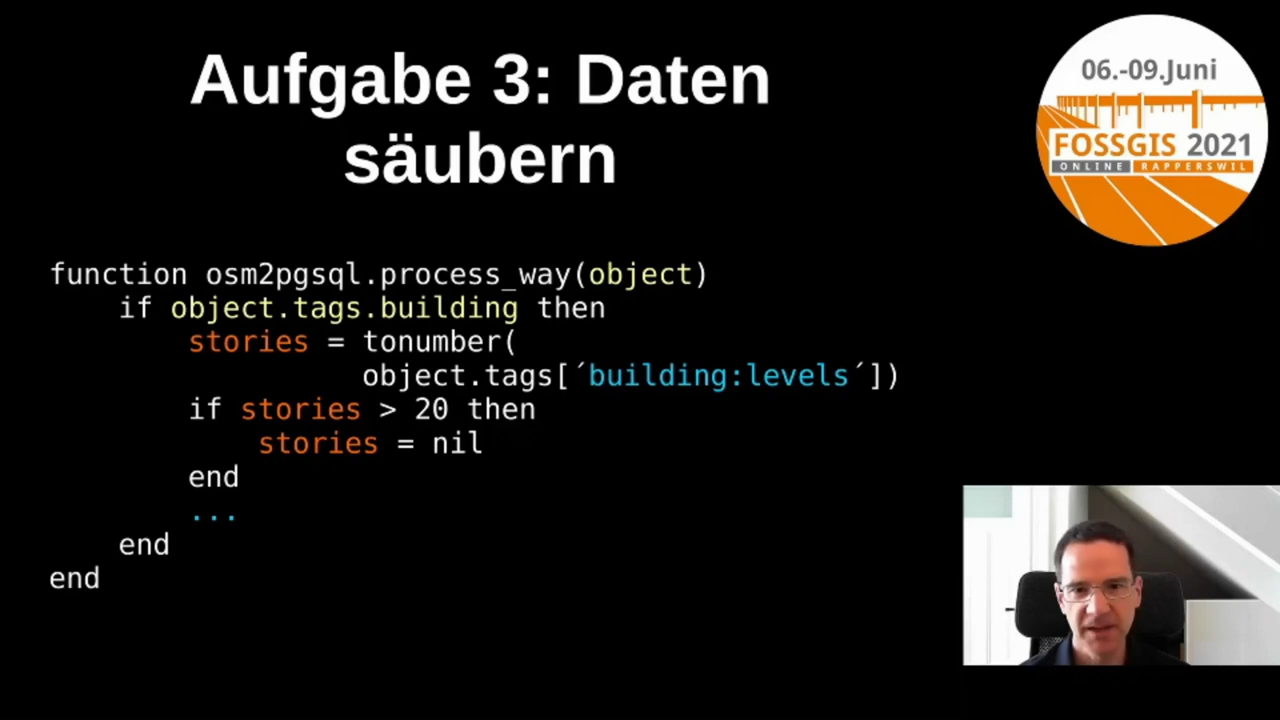 Aufgabe 3: Daten
säubern
06.-09.Juni
FOSSGIS 2021
ONLINE RAPPERSWIL
function osm2pgsql.process_way(object)
    if object.tags.building then
        stories = tonumber(
                  object.tags[´building:levels´])
        if stories > 20 then
            stories = nil
        end
        ...
    end
end